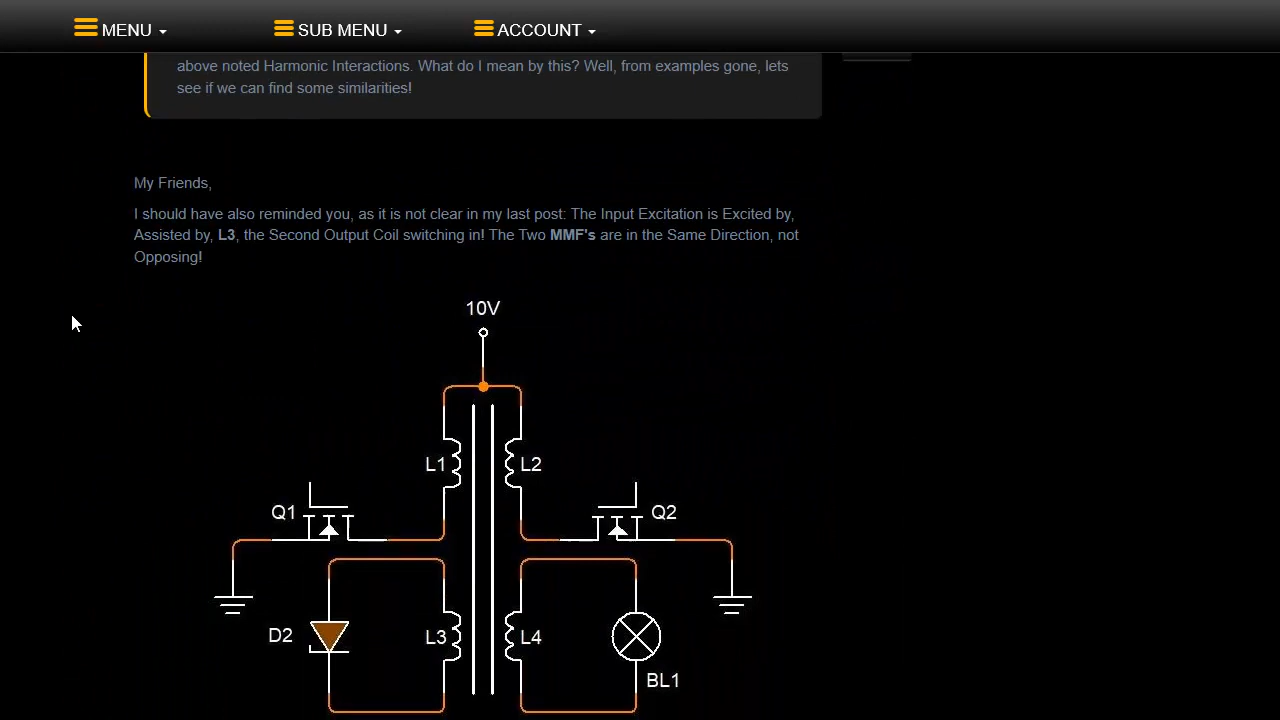 MENU SUB MENU ACCOUNT
above noted Harmonic Interactions. What do I mean by this? Well, from examples gone, lets
see if we can find some similarities!
My Friends,
I should have also reminded you, as it is not clear in my last post: The Input Excitation is Excited by,
Assisted by, L3, the Second Output Coil switching in! The Two MMF's are in the Same Direction, not
Opposing!
10V
L1 L2
Q1 Q2
D2 L3 L4
BL1